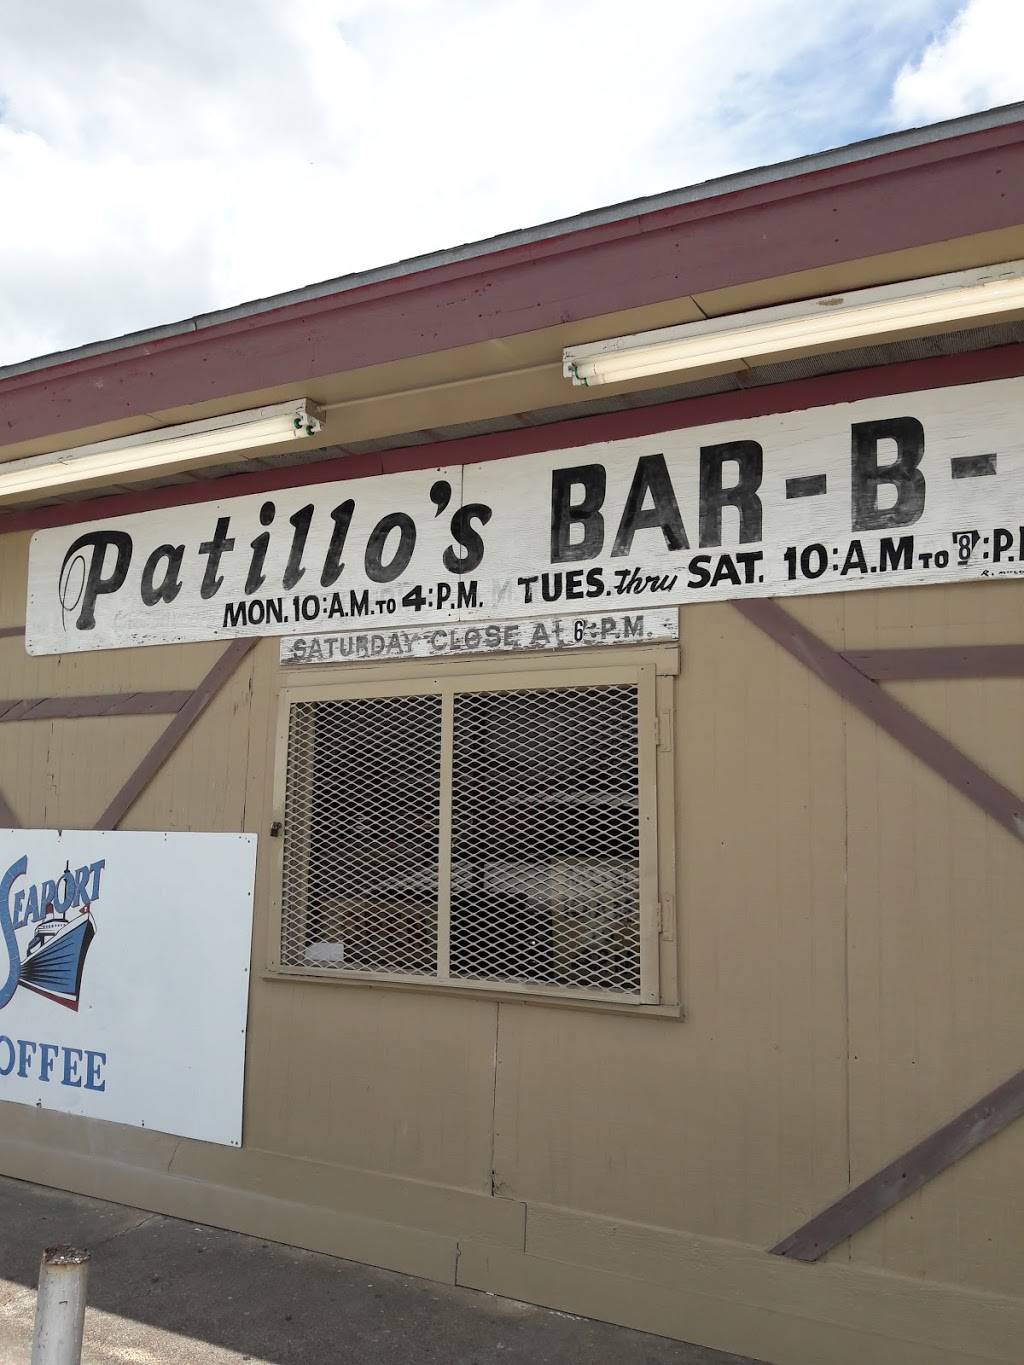 Patillo's BAR-B-
MON. 10:A.M. TO 4:P.M. TUES. thru SAT. 10:A.M TO 8:P.
SATURDAY CLOSE At 6:P.M.
SEAPORT
OFFEE